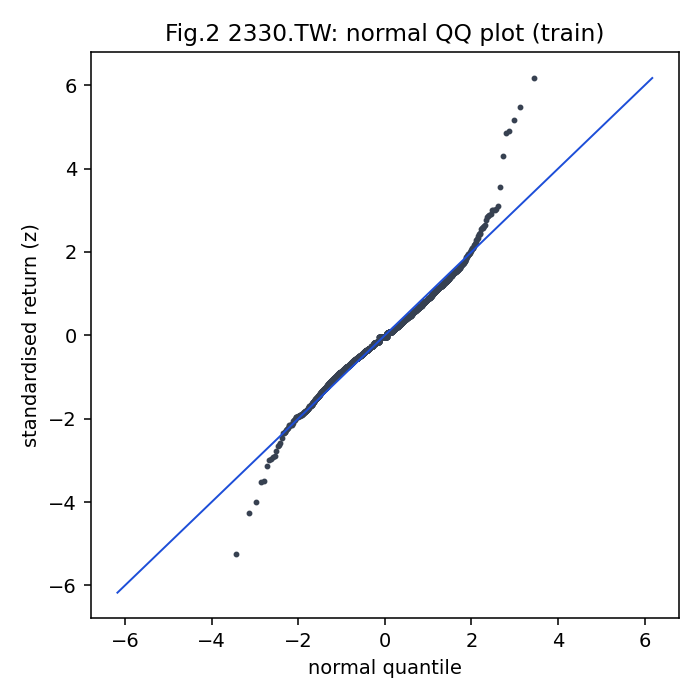 Fig.2 2330.TW: normal QQ plot (train)
standardised return (z)
6
4
2
0
−2
−4
−6
−6 −4 −2 0 2 4 6
normal quantile